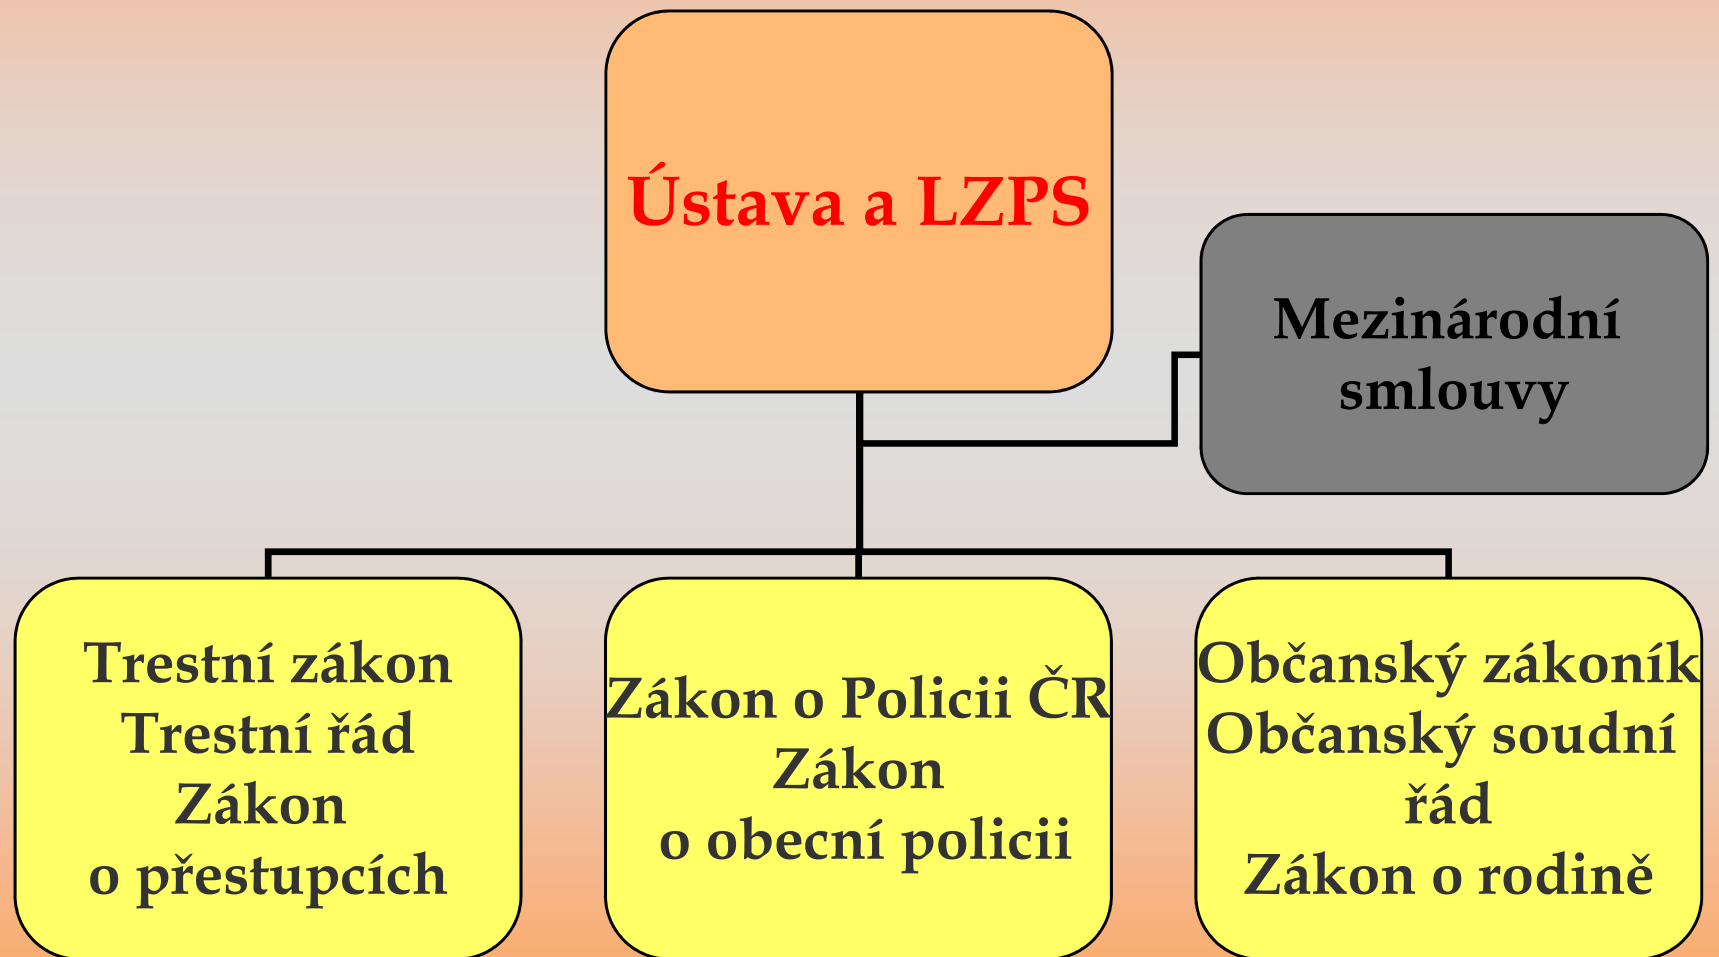 Ústava a LZPS
Mezinárodní
smlouvy
Trestní zákon
Trestní řád
Zákon
o přestupcích
Zákon o Policii ČR
Zákon
o obecní policii
Občanský zákoník
Občanský soudní
řád
Zákon o rodině